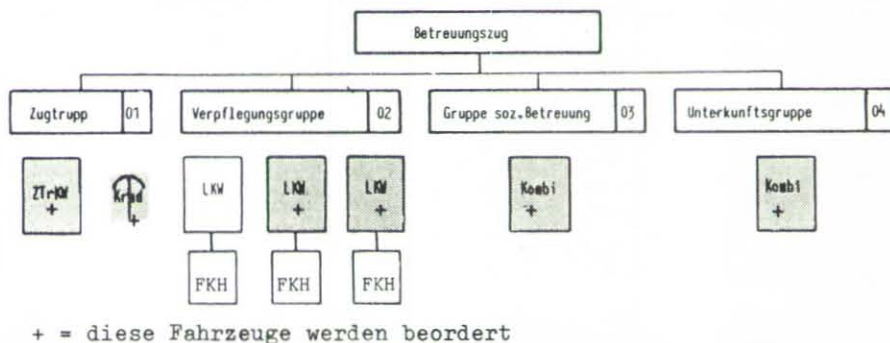 Betreuungszug
Zugtrupp 01 Verpflegungsgruppe 02 Gruppe soz.Betreuung 03 Unterkunftsgruppe 04
ZTrKW Krad LKW LKW LKW Kombi Kombi
+ + + + + +
FKH FKH FKH
+ = diese Fahrzeuge werden beordert